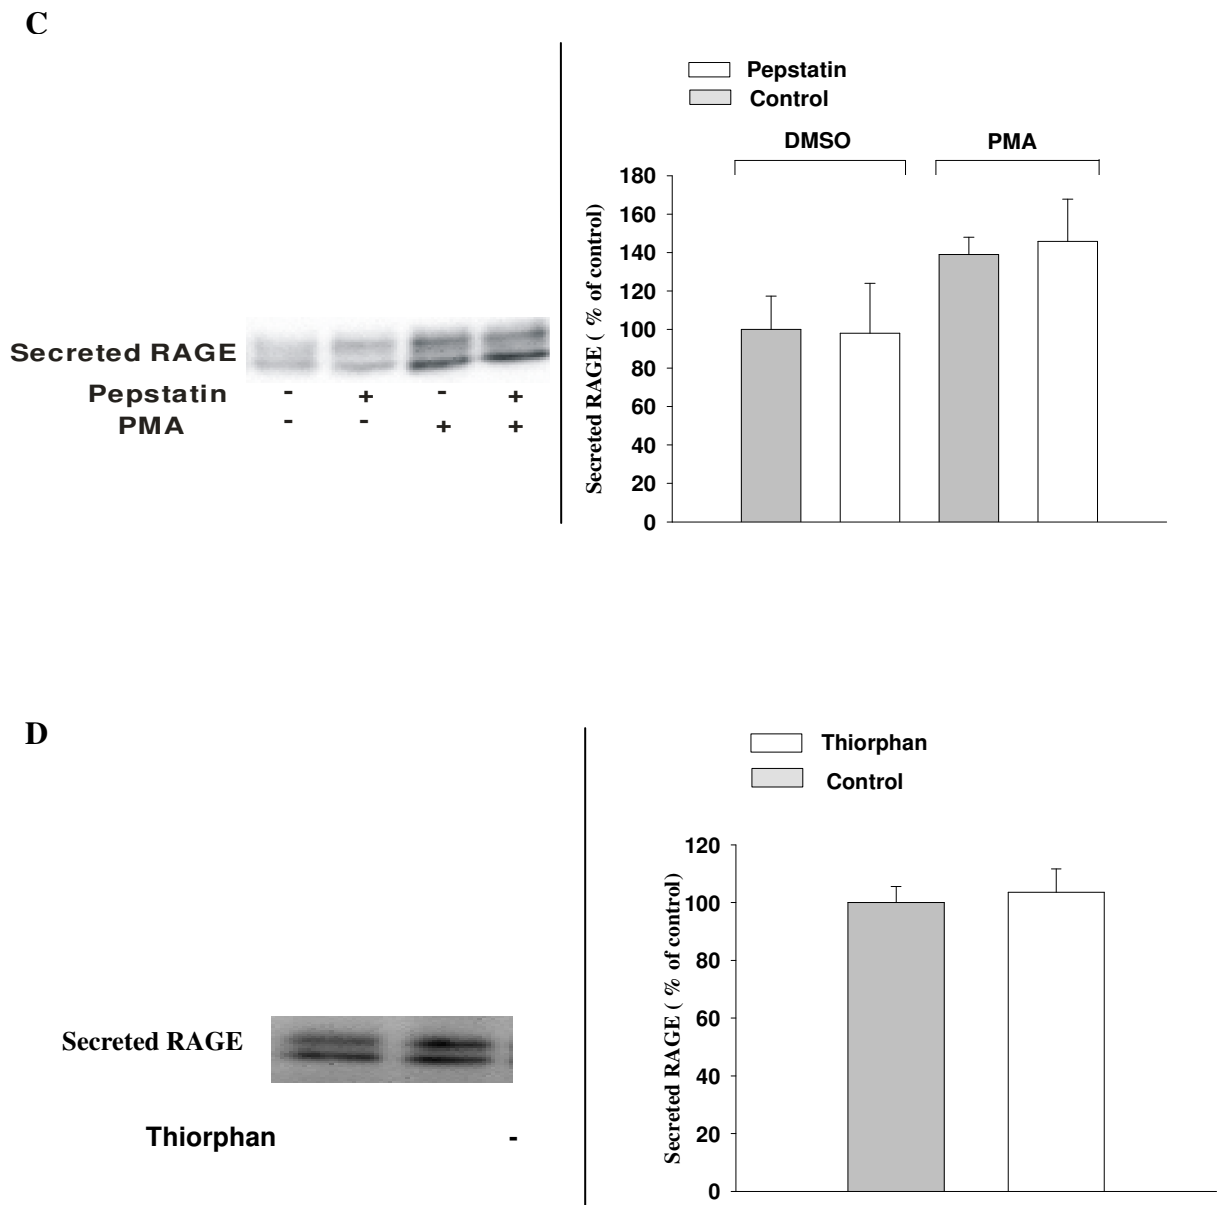 C
Pepstatin
Control
DMSO PMA
180
160
140
120
100
80
60
40
20
0
Secreted RAGE ( % of control)
Secreted RAGE
Pepstatin - + - +
PMA - - + +
D
Thiorphan
Control
120
100
80
60
40
20
0
Secreted RAGE ( % of control)
Secreted RAGE
Thiorphan -